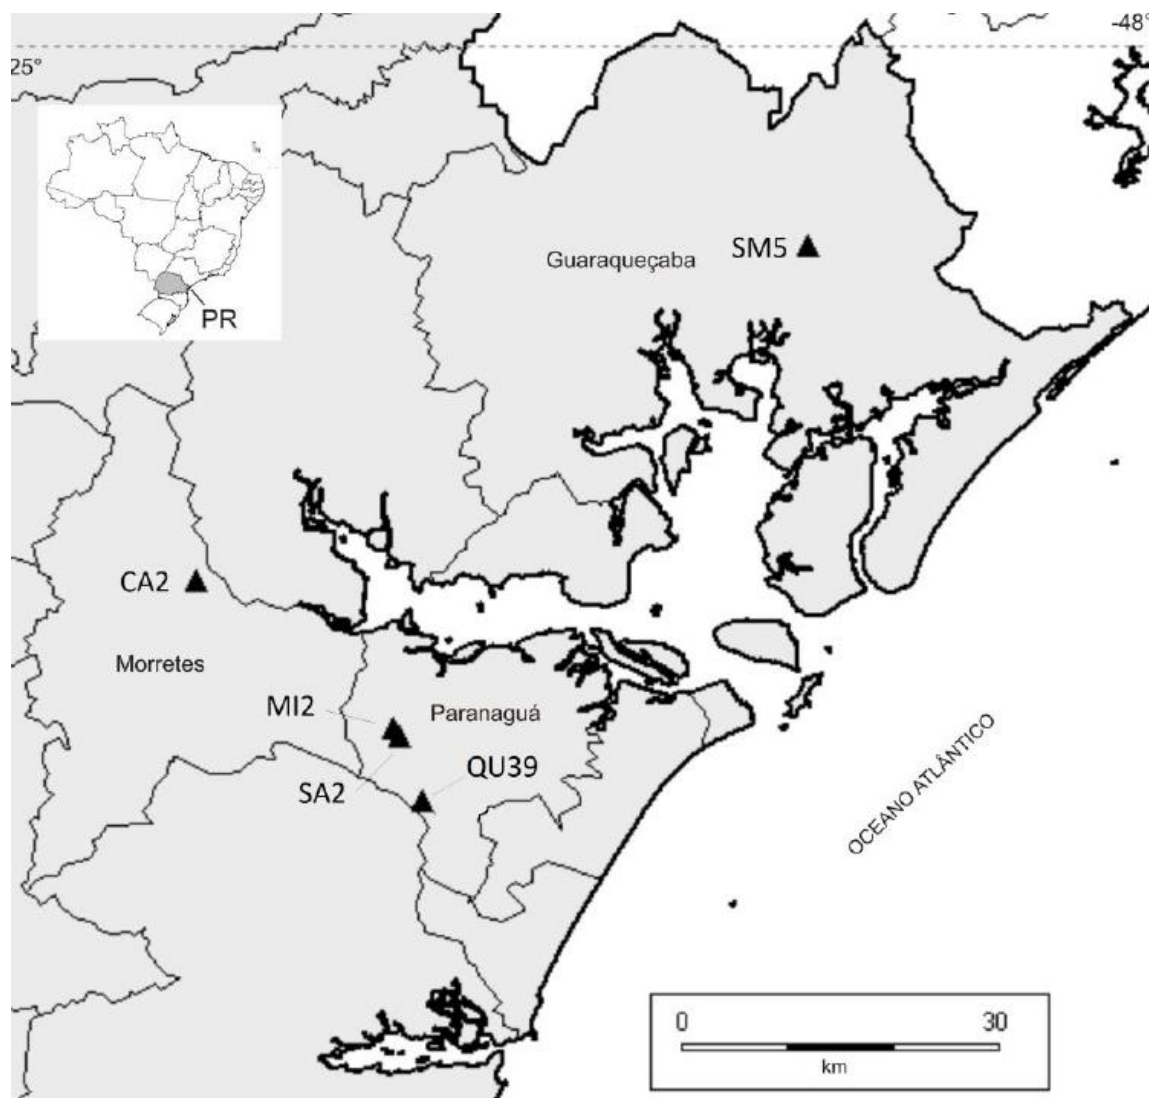 -48°
25°
PR
Guaraqueçaba
SM5
CA2
Morretes
MI2
Paranaguá
QU39
SA2
OCEANO ATLÂNTICO
0 30
km